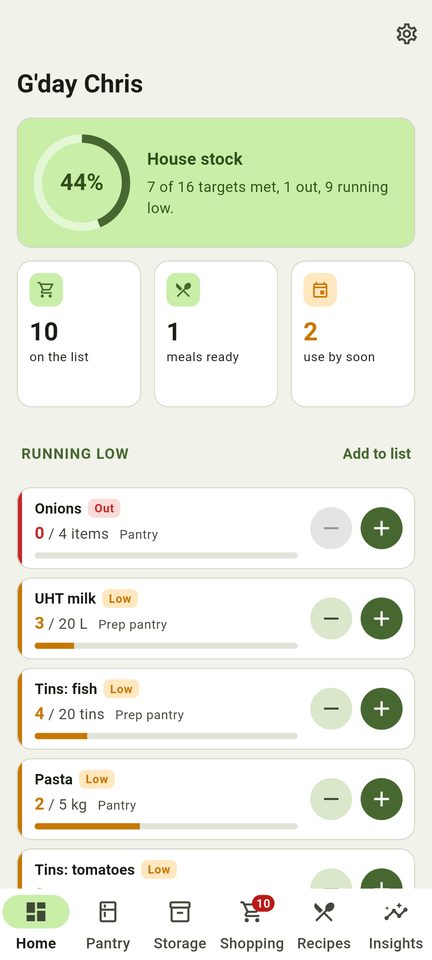 G'day Chris
44%
House stock
7 of 16 targets met, 1 out, 9 running
low.
10
on the list
1
meals ready
2
use by soon
RUNNING LOW
Add to list
Onions Out
0 / 4 items Pantry
UHT milk Low
3 / 20 L Prep pantry
Tins: fish Low
4 / 20 tins Prep pantry
Pasta Low
2 / 5 kg Pantry
Tins: tomatoes Low
10
Home Pantry Storage Shopping Recipes Insights